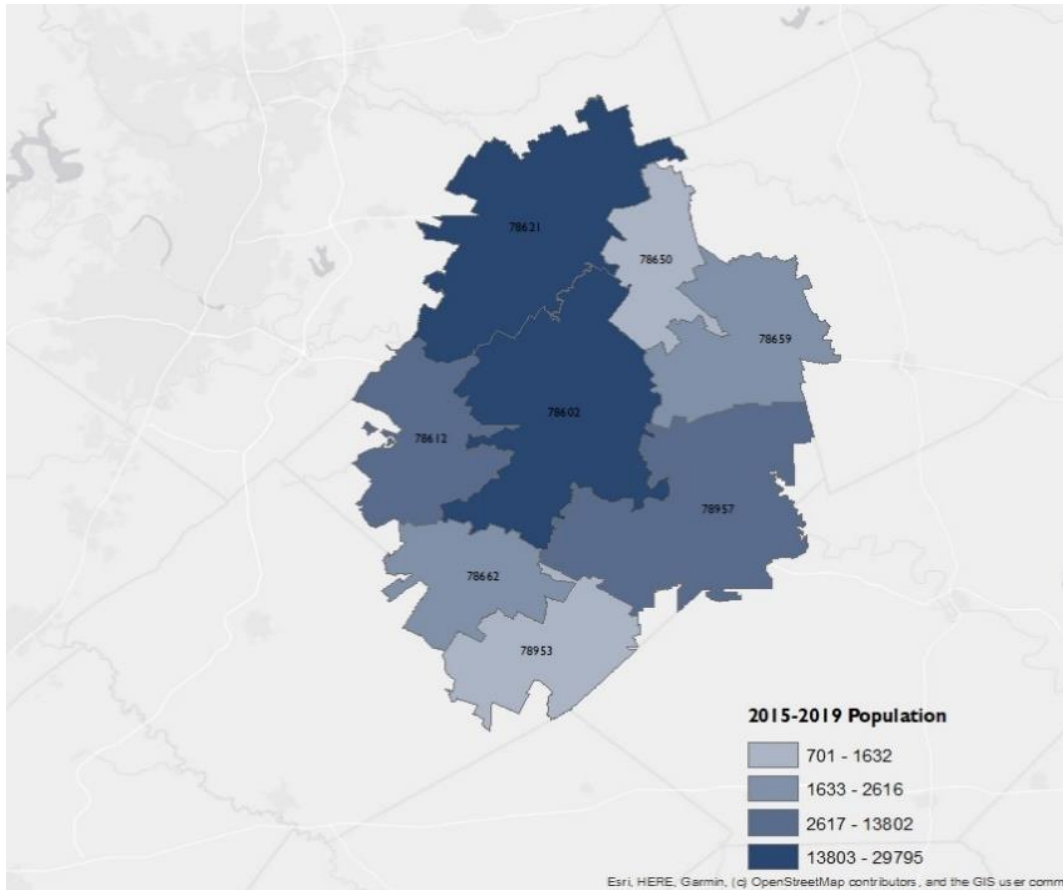 78621
78650
78659
78602
78612
78957
78662
78953
2015-2019 Population
701 - 1632
1633 - 2616
2617 - 13802
13803 - 29795
Esri, HERE, Garmin, (c) OpenStreetMap contributors, and the GIS user comm